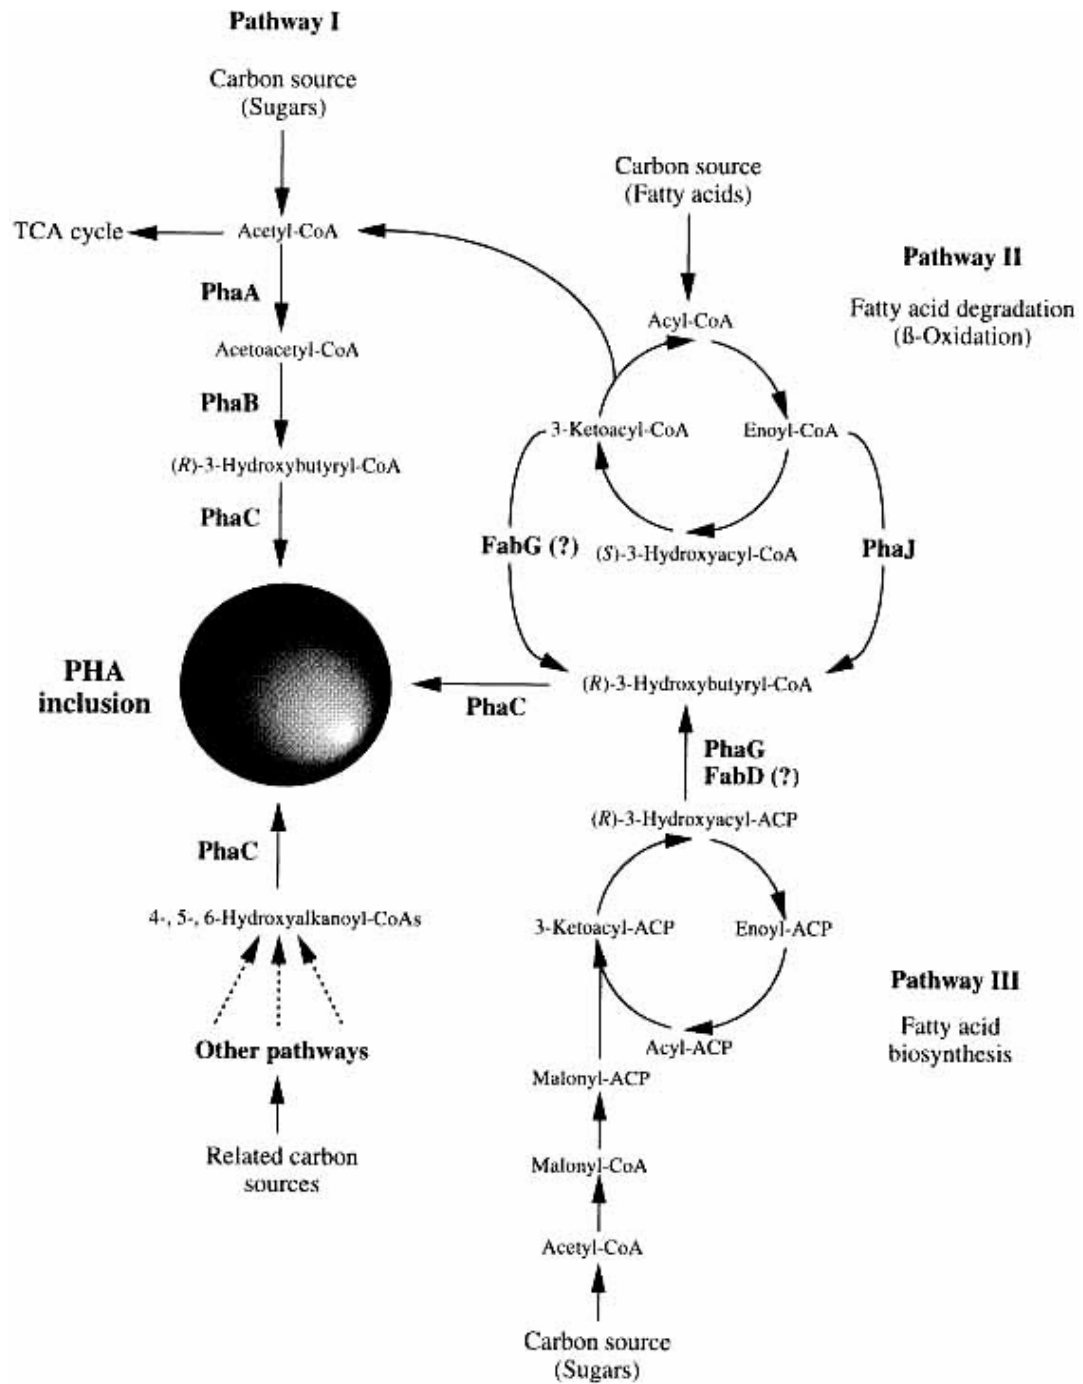 Pathway I
Carbon source
(Sugars)
TCA cycle
Acetyl-CoA
PhaA
Acetoacetyl-CoA
PhaB
(R)-3-Hydroxybutyryl-CoA
PhaC
Carbon source
(Fatty acids)
Pathway II
Fatty acid degradation
(ß-Oxidation)
Acyl-CoA
3-Ketoacyl-CoA
Enoyl-CoA
FabG (?)
(S)-3-Hydroxyacyl-CoA
PhaJ
PHA
inclusion
PhaC
(R)-3-Hydroxybutyryl-CoA
PhaG
FabD (?)
(R)-3-Hydroxyacyl-ACP
PhaC
4-, 5-, 6-Hydroxyalkanoyl-CoAs
Other pathways
Related carbon
sources
3-Ketoacyl-ACP
Enoyl-ACP
Pathway III
Fatty acid
biosynthesis
Acyl-ACP
Malonyl-ACP
Malonyl-CoA
Acetyl-CoA
Carbon source
(Sugars)